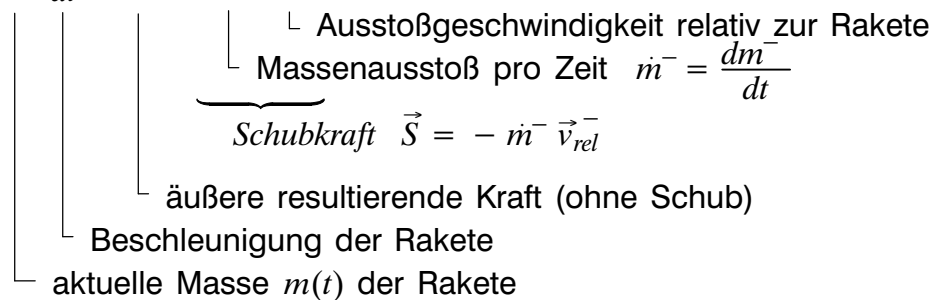 Ausstoßgeschwindigkeit relativ zur Rakete
Massenausstoß pro Zeit ṁ⁻ = dm⁻/dt
Schubkraft S⃗ = − ṁ⁻ v⃗⁻_rel
äußere resultierende Kraft (ohne Schub)
Beschleunigung der Rakete
aktuelle Masse m(t) der Rakete